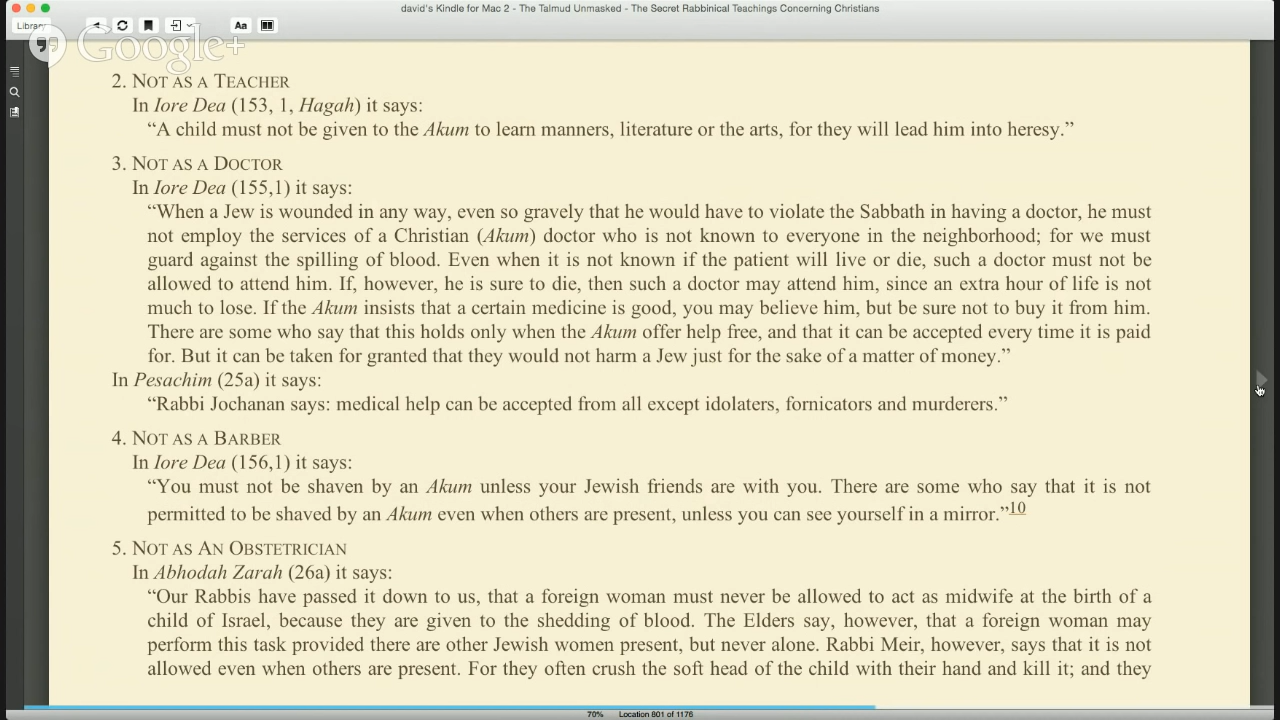 david's Kindle for Mac 2 - The Talmud Unmasked - The Secret Rabbinical Teachings Concerning Christians
Library
Aa
Google+
2. NOT AS A TEACHER
In Iore Dea (153, 1, Hagah) it says:
“A child must not be given to the Akum to learn manners, literature or the arts, for they will lead him into heresy.”
3. NOT AS A DOCTOR
In Iore Dea (155,1) it says:
“When a Jew is wounded in any way, even so gravely that he would have to violate the Sabbath in having a doctor, he must
not employ the services of a Christian (Akum) doctor who is not known to everyone in the neighborhood; for we must
guard against the spilling of blood. Even when it is not known if the patient will live or die, such a doctor must not be
allowed to attend him. If, however, he is sure to die, then such a doctor may attend him, since an extra hour of life is not
much to lose. If the Akum insists that a certain medicine is good, you may believe him, but be sure not to buy it from him.
There are some who say that this holds only when the Akum offer help free, and that it can be accepted every time it is paid
for. But it can be taken for granted that they would not harm a Jew just for the sake of a matter of money.”
In Pesachim (25a) it says:
“Rabbi Jochanan says: medical help can be accepted from all except idolaters, fornicators and murderers.”
4. NOT AS A BARBER
In Iore Dea (156,1) it says:
“You must not be shaven by an Akum unless your Jewish friends are with you. There are some who say that it is not
permitted to be shaved by an Akum even when others are present, unless you can see yourself in a mirror.”10
5. NOT AS AN OBSTETRICIAN
In Abhodah Zarah (26a) it says:
“Our Rabbis have passed it down to us, that a foreign woman must never be allowed to act as midwife at the birth of a
child of Israel, because they are given to the shedding of blood. The Elders say, however, that a foreign woman may
perform this task provided there are other Jewish women present, but never alone. Rabbi Meir, however, says that it is not
allowed even when others are present. For they often crush the soft head of the child with their hand and kill it; and they
70% Location 801 of 1176